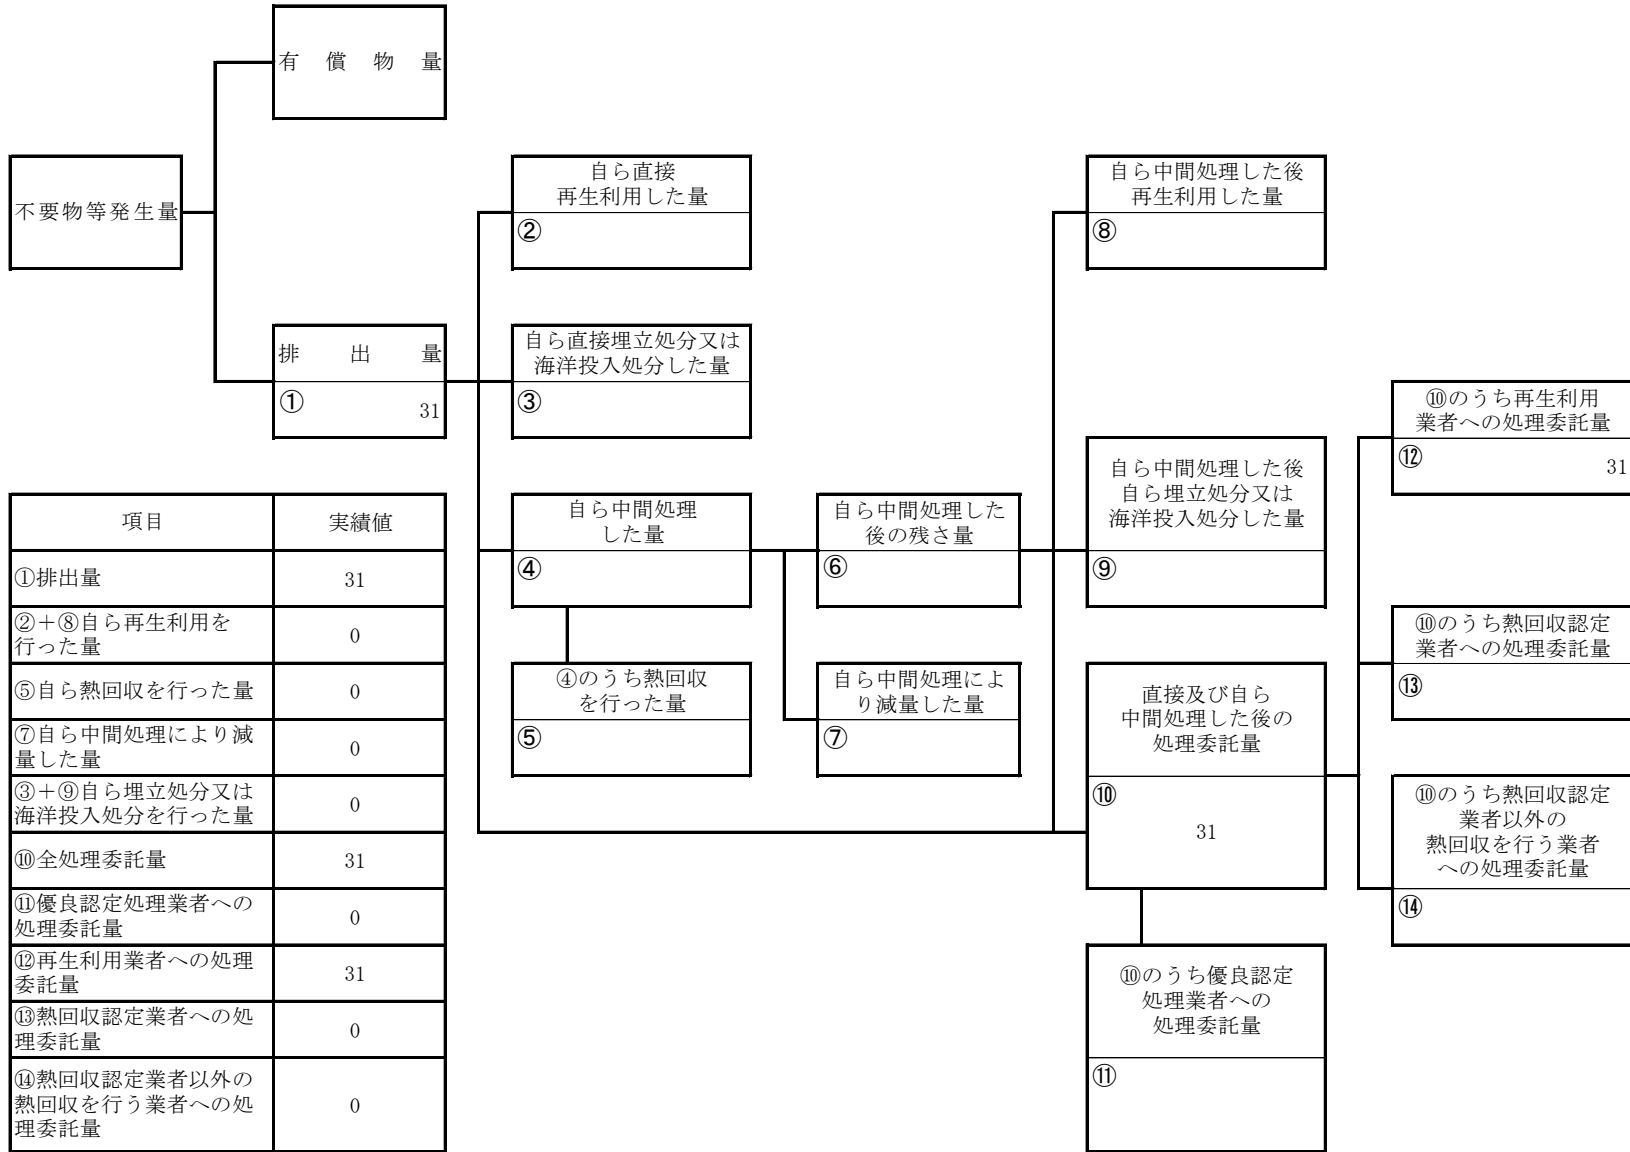 有償物量
不要物等発生量
排出量
①
31
自ら直接
再生利用した量
②
自ら直接埋立処分又は
海洋投入処分した量
③
自ら中間処理
した量
④
④のうち熱回収
を行った量
⑤
自ら中間処理した
後の残さ量
⑥
自ら中間処理によ
り減量した量
⑦
自ら中間処理した後
再生利用した量
⑧
自ら中間処理した後
自ら埋立処分又は
海洋投入処分した量
⑨
直接及び自ら
中間処理した後の
処理委託量
⑩
31
⑩のうち優良認定
処理業者への
処理委託量
⑪
⑩のうち再生利用
業者への処理委託量
⑫
31
⑩のうち熱回収認定
業者への処理委託量
⑬
⑩のうち熱回収認定
業者以外の
熱回収を行う業者
への処理委託量
⑭
項目 実績値
①排出量 31
②+⑧自ら再生利用を
行った量 0
⑤自ら熱回収を行った量 0
⑦自ら中間処理により減
量した量 0
③+⑨自ら埋立処分又は
海洋投入処分を行った量 0
⑩全処理委託量 31
⑪優良認定処理業者への
処理委託量 0
⑫再生利用業者への処理
委託量 31
⑬熱回収認定業者への処
理委託量 0
⑭熱回収認定業者以外の
熱回収を行う業者への処
理委託量 0